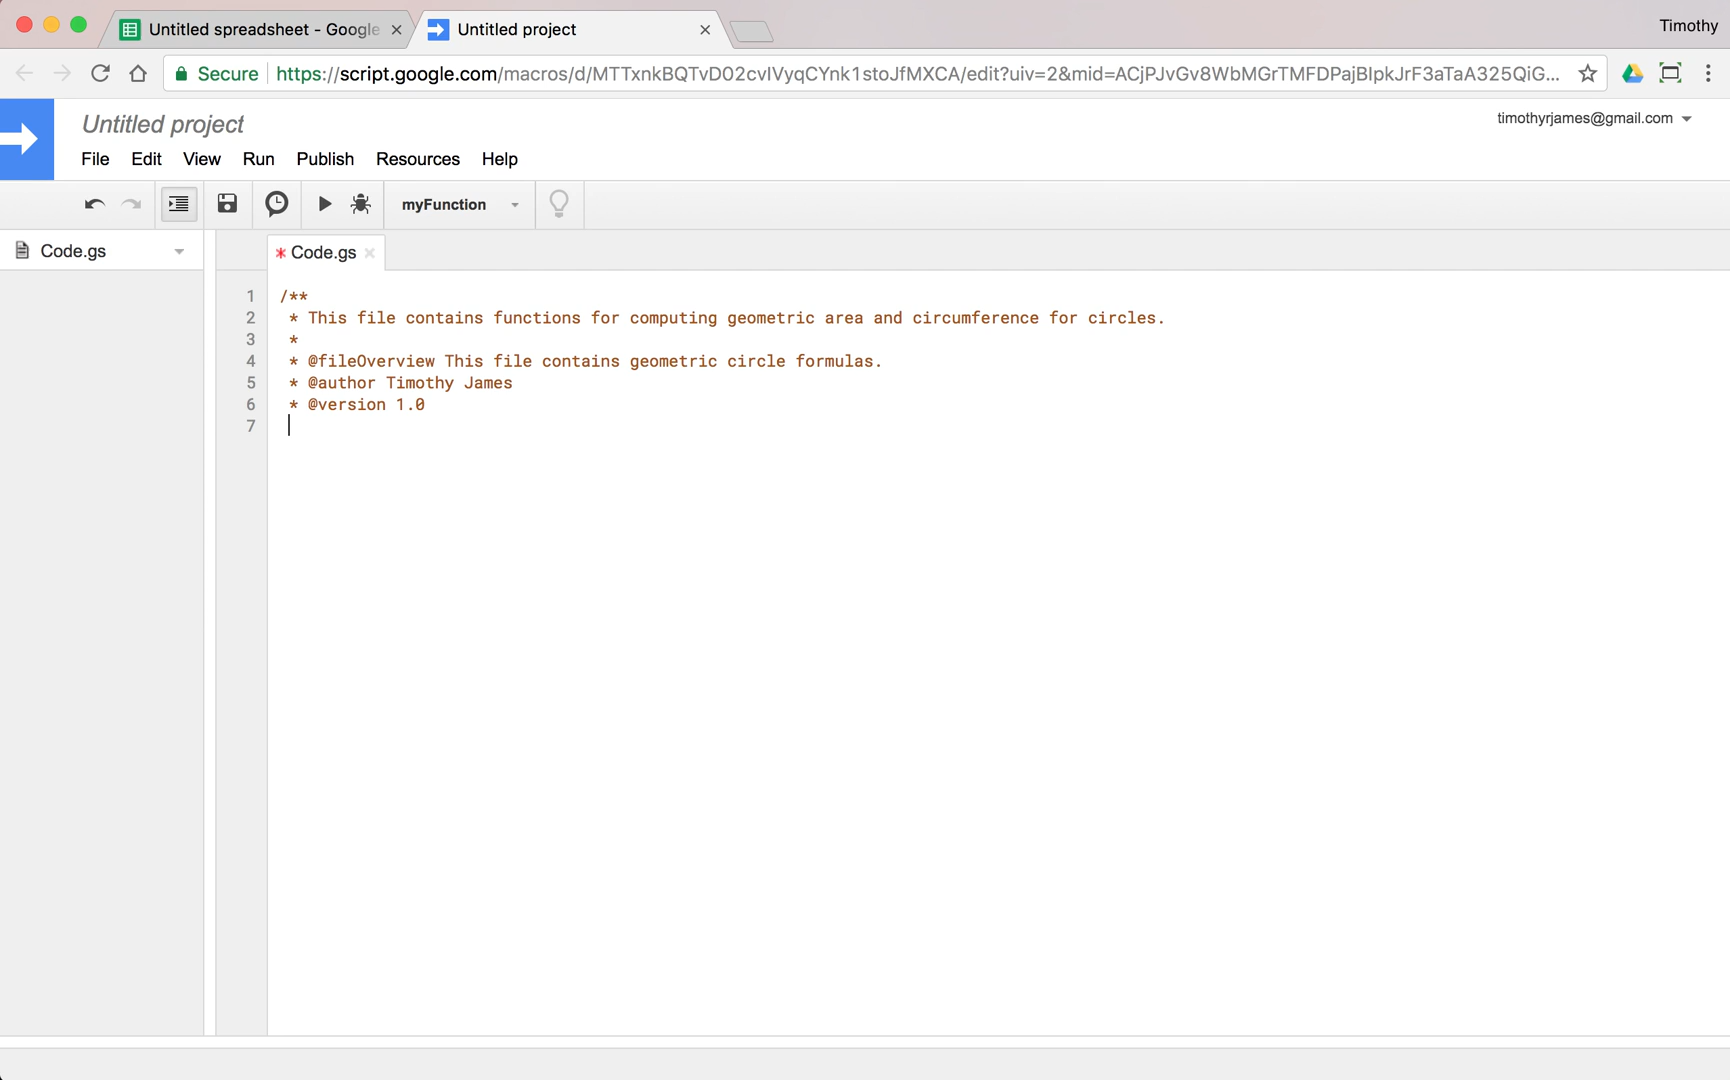 Untitled spreadsheet - Google
Untitled project
Timothy
Secure
https://script.google.com/macros/d/MTTxnkBQTvD02cvIVyqCYnk1stoJfMXCA/edit?uiv=2&mid=ACjPJvGv8WbMGrTMFDPajBIpkJrF3aTaA325QiG...
Untitled project
timothyrjames@gmail.com
File Edit View Run Publish Resources Help
myFunction
Code.gs
* Code.gs
1 /**
2 * This file contains functions for computing geometric area and circumference for circles.
3 *
4 * @fileOverview This file contains geometric circle formulas.
5 * @author Timothy James
6 * @version 1.0
7